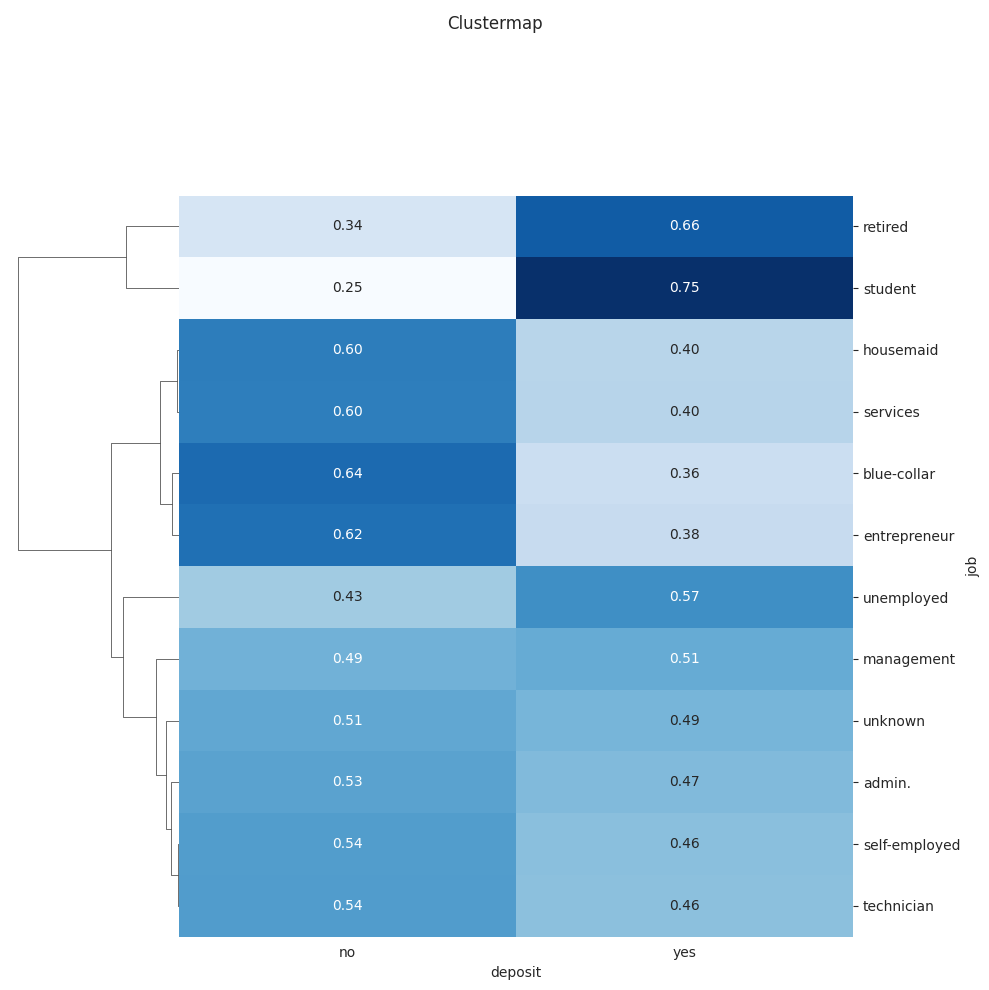 Clustermap
0.34 0.66 retired
0.25 0.75 student
0.60 0.40 housemaid
0.60 0.40 services
0.64 0.36 blue-collar
0.62 0.38 entrepreneur
job
0.43 0.57 unemployed
0.49 0.51 management
0.51 0.49 unknown
0.53 0.47 admin.
0.54 0.46 self-employed
0.54 0.46 technician
no yes
deposit